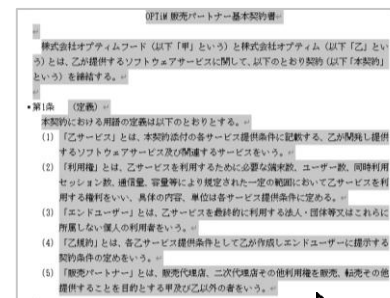 OPTiM 販売パートナー基本契約書
株式会社オプティムフード（以下「甲」という）と株式会社オプティム（以下「乙」とい
う）とは、乙が提供するソフトウェアサービスに関して、以下のとおり契約（以下「本契約」
という）を締結する。
第1条　（定義）
本契約における用語の定義は以下のとおりとする。
(1) 「乙サービス」とは、本契約添付の各サービス提供条件に記載する、乙が開発し提供
するソフトウェアサービス及び関連するサービスをいう。
(2) 「利用権」とは、乙サービスを利用するために必要な端末数、ユーザー数、同時利用
セッション数、通信量、容量等により規定された一定の範囲において乙サービスを利
用する権利をいい、具体の内容、単位は各サービス提供条件に定める。
(3) 「エンドユーザー」とは、乙サービスを最終的に利用する法人・団体等又はこれらに
所属しない個人の利用者をいう。
(4) 「乙規約」とは、各乙サービス提供条件として乙が作成しエンドユーザーに提示する
契約条件の定めをいう。
(5) 「販売パートナー」とは、販売代理店、二次代理店その他利用権を販売、転売その他
提供することを目的とする甲及び乙以外の者をいう。